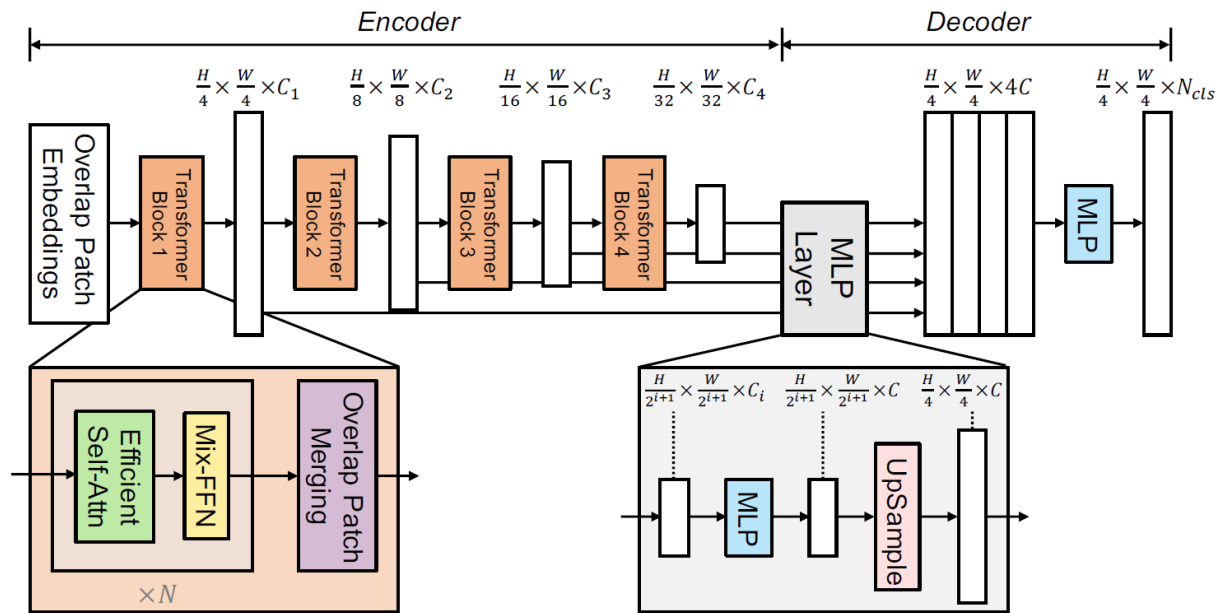 Encoder
Decoder
H/4 × W/4 × C₁
H/8 × W/8 × C₂
H/16 × W/16 × C₃
H/32 × W/32 × C₄
H/4 × W/4 × 4C
H/4 × W/4 × N_cls
Overlap Patch
Embeddings
Transformer
Block 1
Transformer
Block 2
Transformer
Block 3
Transformer
Block 4
MLP
Layer
MLP
Efficient
Self-Attn
Mix-FFN
×N
Overlap Patch
Merging
H/2^{i+1} × W/2^{i+1} × C_i
H/2^{i+1} × W/2^{i+1} × C
H/4 × W/4 × C
MLP
UpSample